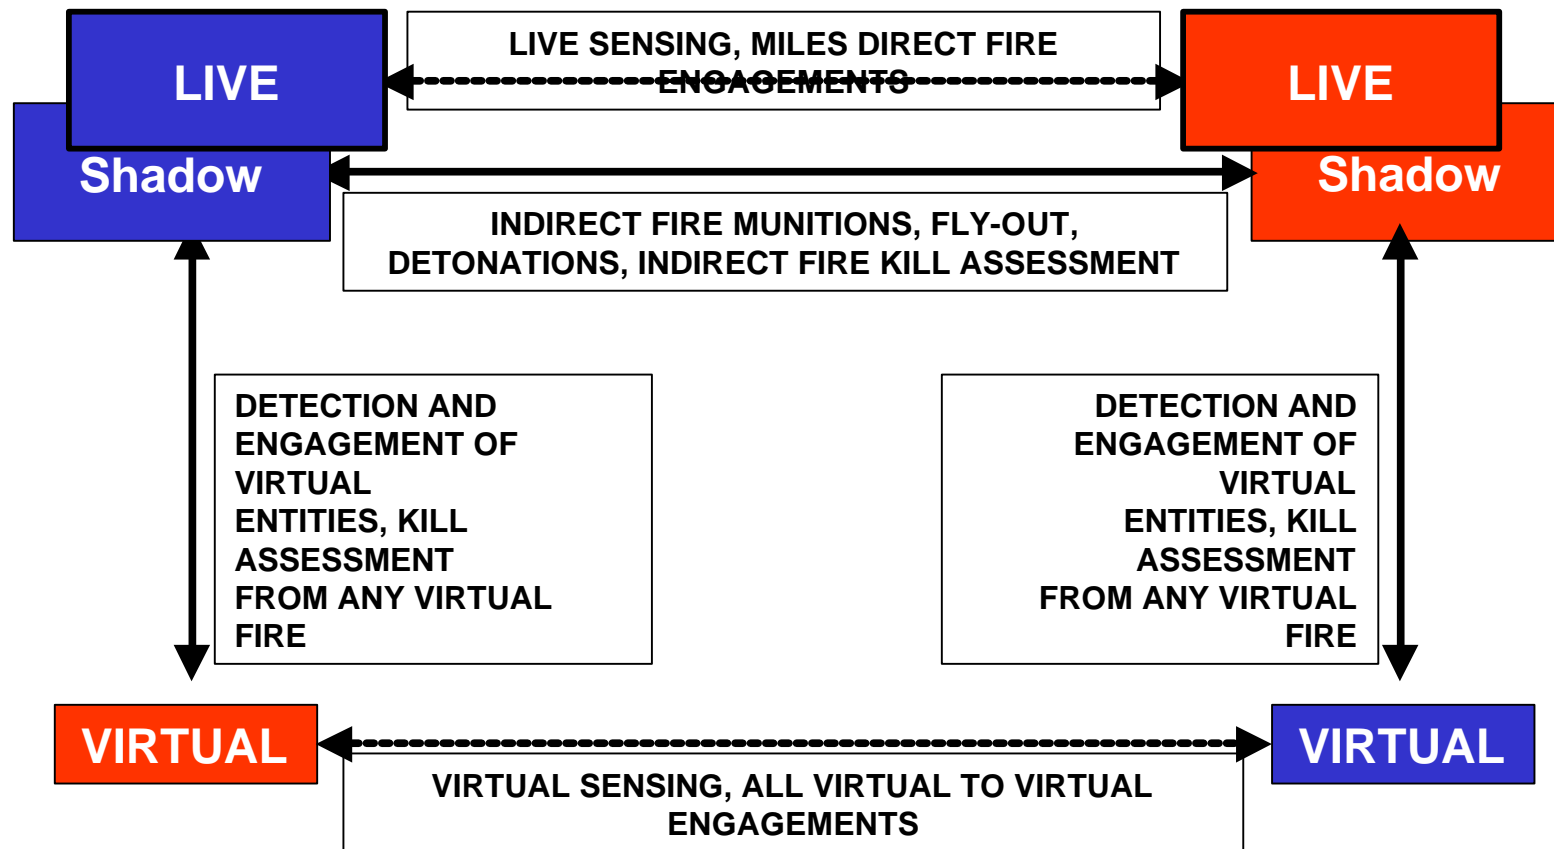 LIVE
LIVE SENSING, MILES DIRECT FIRE
ENGAGEMENTS
LIVE
Shadow
Shadow
INDIRECT FIRE MUNITIONS, FLY-OUT,
DETONATIONS, INDIRECT FIRE KILL ASSESSMENT
DETECTION AND
ENGAGEMENT OF
VIRTUAL
ENTITIES, KILL
ASSESSMENT
FROM ANY VIRTUAL
FIRE
DETECTION AND
ENGAGEMENT OF
VIRTUAL
ENTITIES, KILL
ASSESSMENT
FROM ANY VIRTUAL
FIRE
VIRTUAL
VIRTUAL
VIRTUAL SENSING, ALL VIRTUAL TO VIRTUAL
ENGAGEMENTS